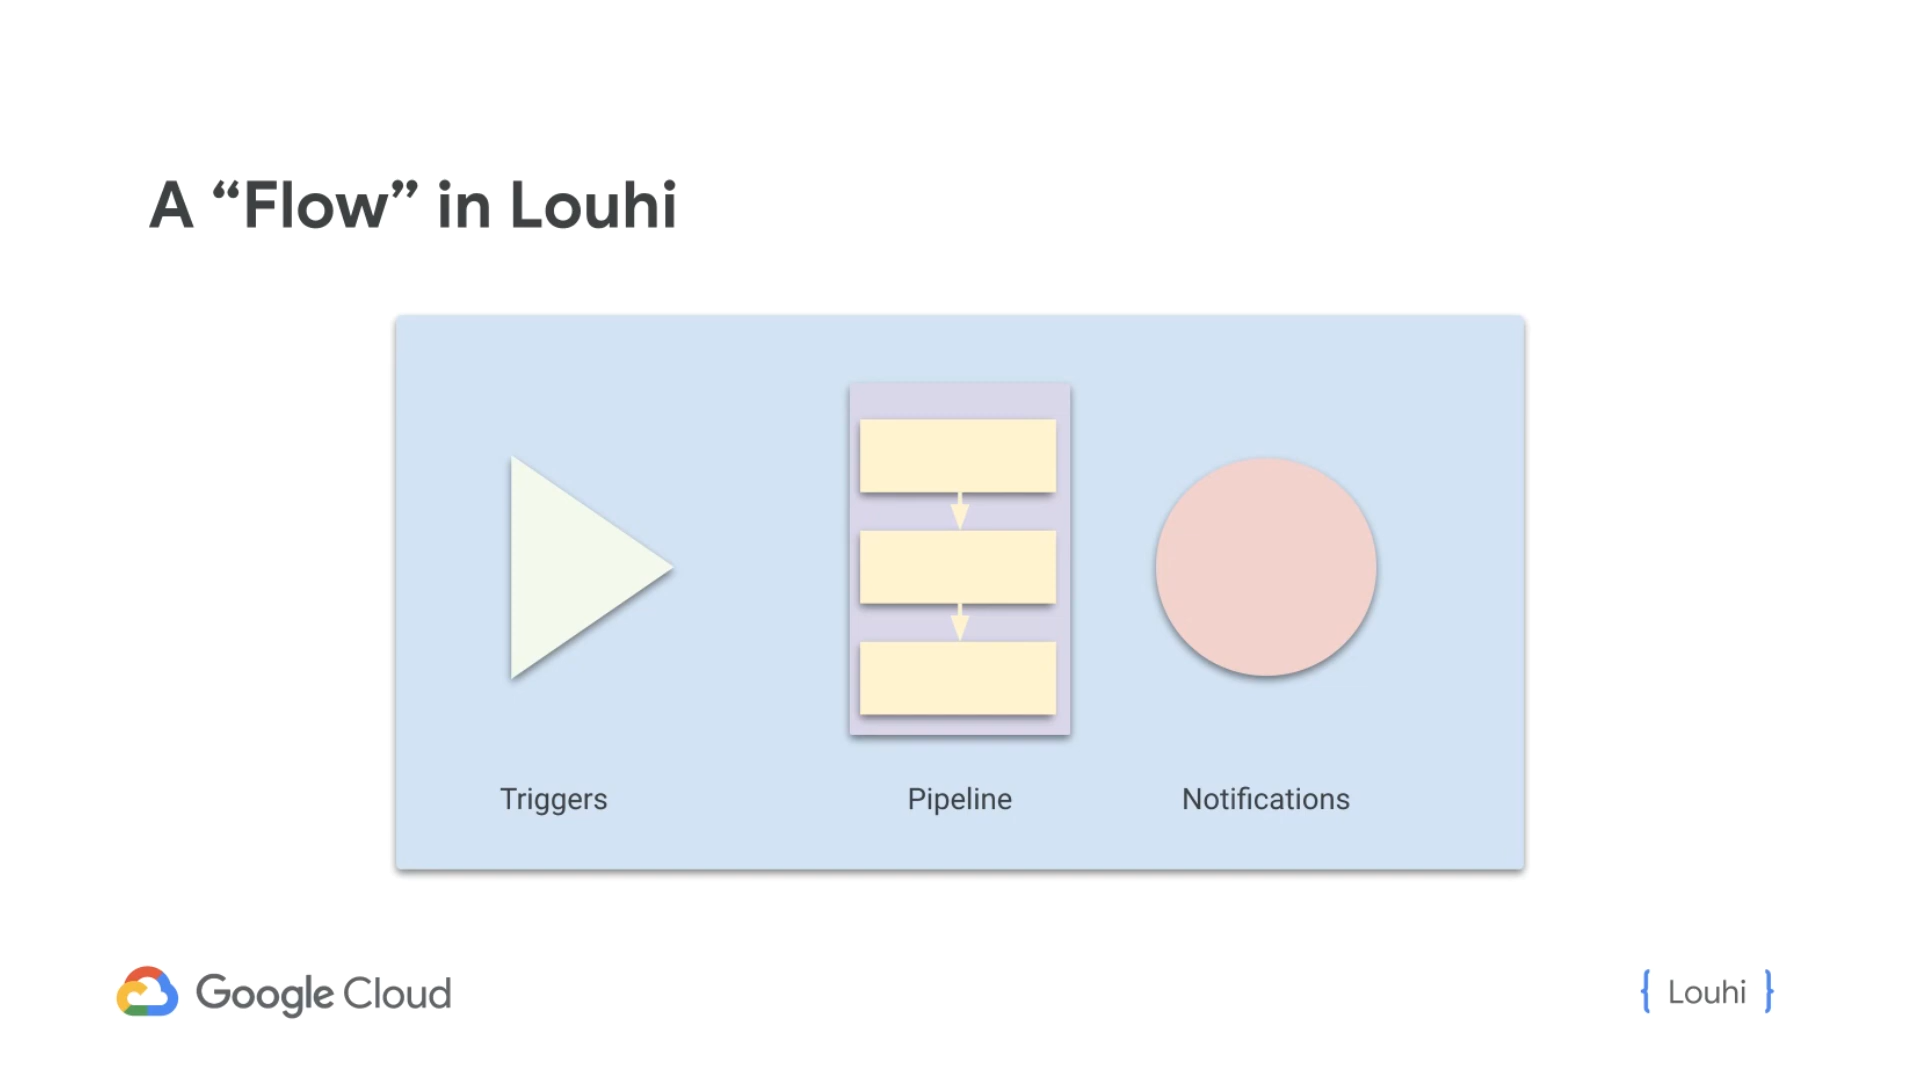 A “Flow” in Louhi
Triggers
Pipeline
Notifications
Google Cloud
{ Louhi }